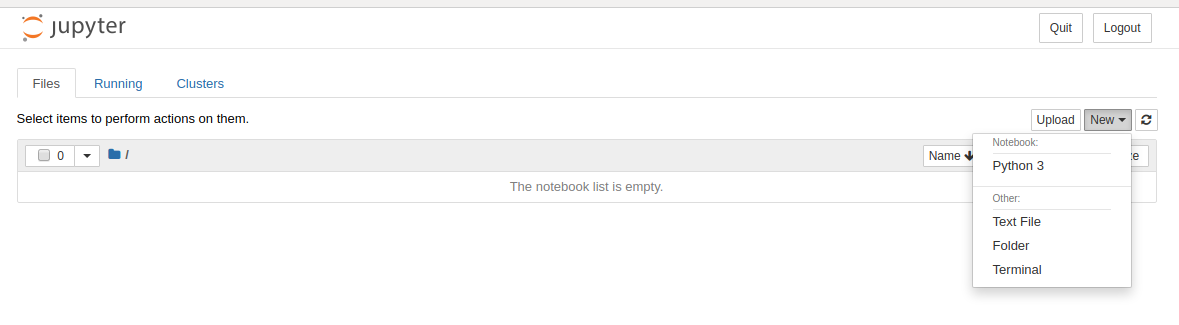 jupyter
Quit
Logout
Files
Running
Clusters
Select items to perform actions on them.
Upload
New
0
/
Name
ze
The notebook list is empty.
Notebook:
Python 3
Other:
Text File
Folder
Terminal